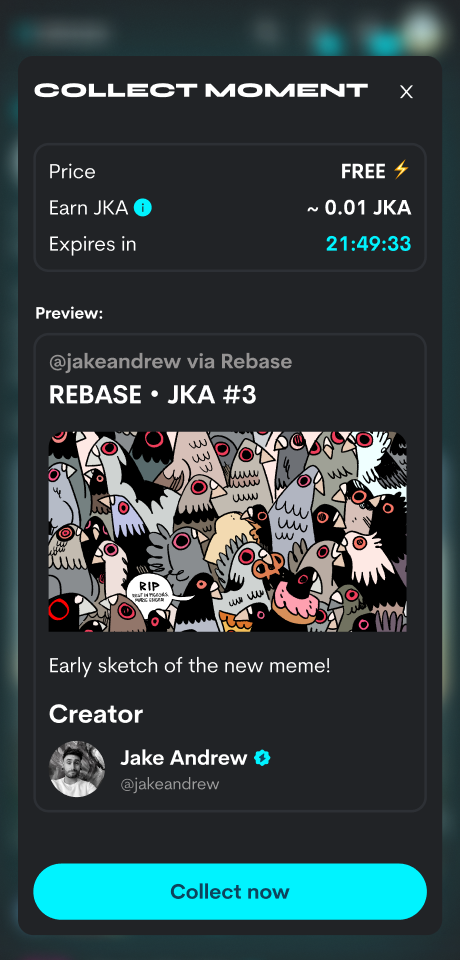 COLLECT MOMENT
Price FREE
Earn JKA ~ 0.01 JKA
Expires in 21:49:33
Preview:
@jakeandrew via Rebase
REBASE • JKA #3
RIP
Early sketch of the new meme!
Creator
Jake Andrew
@jakeandrew
Collect now